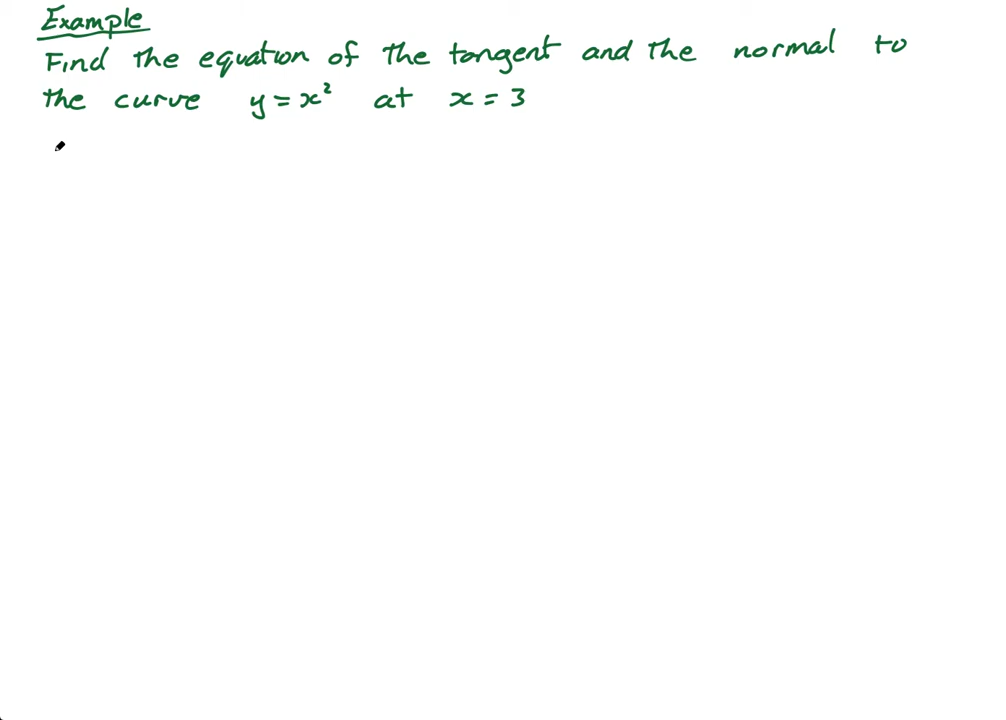 Example
Find the equation of the tangent and the normal to
the curve y = x² at x = 3